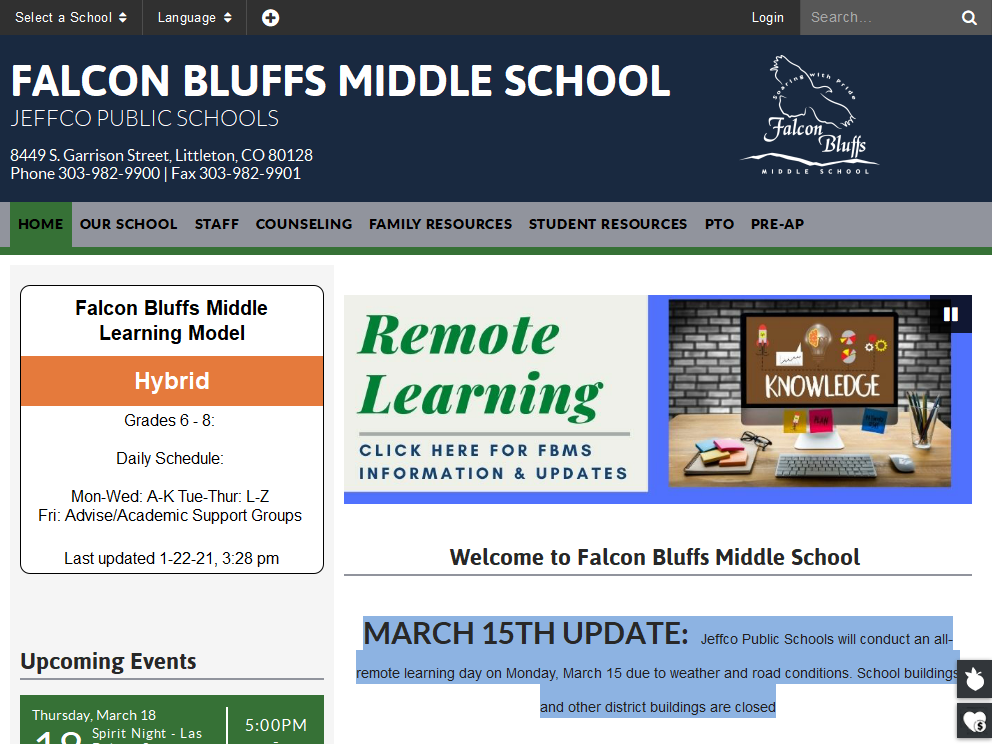 Select a School
Language
Login
Search...
FALCON BLUFFS MIDDLE SCHOOL
JEFFCO PUBLIC SCHOOLS
8449 S. Garrison Street, Littleton, CO 80128
Phone 303-982-9900 | Fax 303-982-9901
Soaring with Pride
Falcon
Bluffs
MIDDLE SCHOOL
HOME
OUR SCHOOL
STAFF
COUNSELING
FAMILY RESOURCES
STUDENT RESOURCES
PTO
PRE-AP
Falcon Bluffs Middle
Learning Model
Hybrid
Grades 6 - 8:
Daily Schedule:
Mon-Wed: A-K Tue-Thur: L-Z
Fri: Advise/Academic Support Groups
Last updated 1-22-21, 3:28 pm
Upcoming Events
Thursday, March 18
Spirit Night - Las
5:00PM
Remote
Learning
CLICK HERE FOR FBMS
INFORMATION & UPDATES
KNOWLEDGE
PLAN
Welcome to Falcon Bluffs Middle School
MARCH 15TH UPDATE: Jeffco Public Schools will conduct an all-
remote learning day on Monday, March 15 due to weather and road conditions. School buildings
and other district buildings are closed